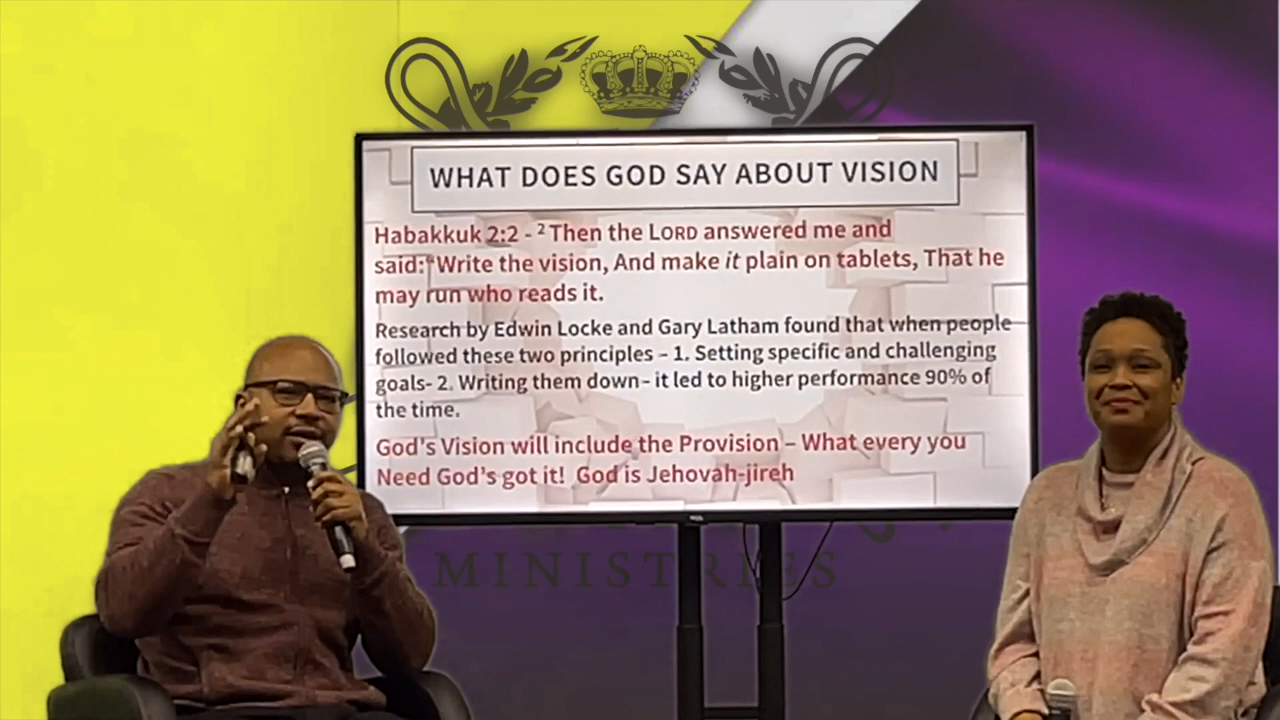 WHAT DOES GOD SAY ABOUT VISION
Habakkuk 2:2 - ² Then the LORD answered me and
said: “Write the vision, And make it plain on tablets, That he
may run who reads it.
Research by Edwin Locke and Gary Latham found that when people
followed these two principles – 1. Setting specific and challenging
goals- 2. Writing them down – it led to higher performance 90% of
the time.
God's Vision will include the Provision – What every you
Need God's got it! God is Jehovah-jireh
MINISTRIES